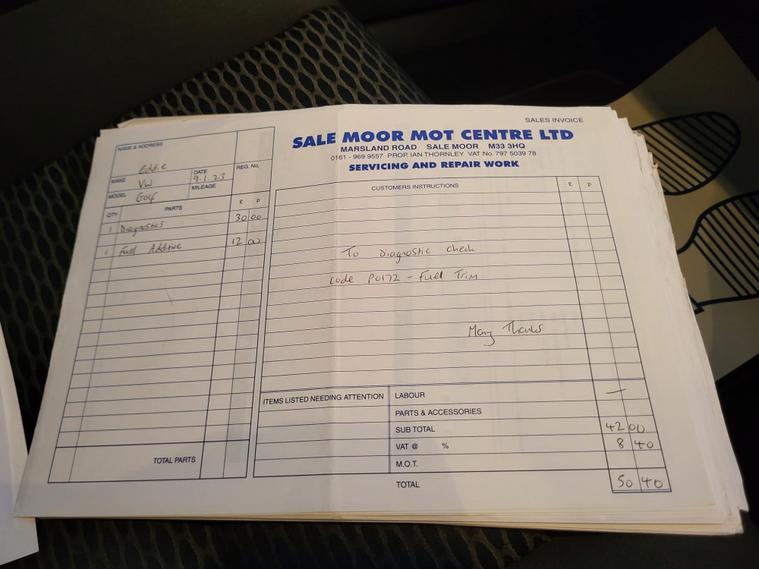 SALES INVOICE
SALE MOOR MOT CENTRE LTD
MARSLAND ROAD SALE MOOR M33 3HQ
0161 - 969 9557 PROP. IAN THORNLEY VAT No. 797 5039 78
SERVICING AND REPAIR WORK
NAME & ADDRESS
Eddie
MAKE VW DATE 9.1.23 REG. No.
MODEL Golf MILEAGE
QTY PARTS £ P
1 Diagnostics 30 00
1 Fuel Additive 12 00
TOTAL PARTS
CUSTOMERS INSTRUCTIONS £ P
To Diagnostic check
code P0172 - Fuel Trim
Many Thanks
ITEMS LISTED NEEDING ATTENTION
LABOUR —
PARTS & ACCESSORIES
SUB TOTAL 42 00
VAT @ % 8 40
M.O.T.
TOTAL 50 40